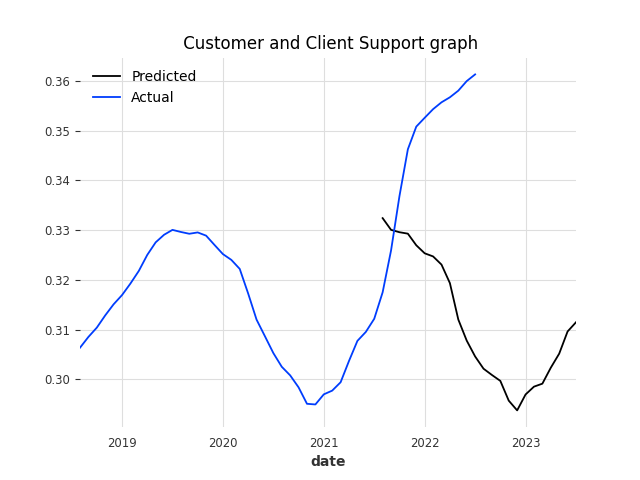 Customer and Client Support graph
Predicted
Actual
0.36
0.35
0.34
0.33
0.32
0.31
0.30
2019 2020 2021 2022 2023
date